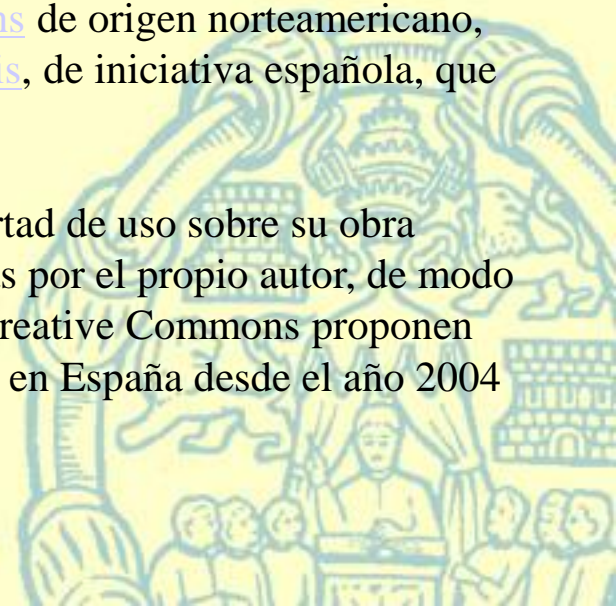 ns de origen norteamericano,
is, de iniciativa española, que
rtad de uso sobre su obra
s por el propio autor, de modo
reative Commons proponen
en España desde el año 2004